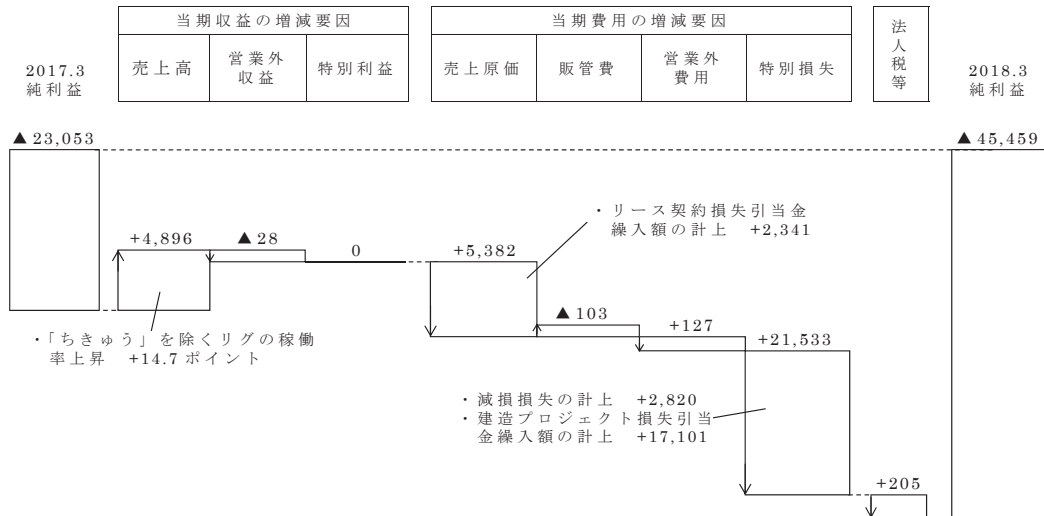 当期収益の増減要因
当期費用の増減要因
法人税等
2017.3
純利益
売上高
営業外
収益
特別利益
売上原価
販管費
営業外
費用
特別損失
2018.3
純利益
▲ 23,053
▲ 45,459
+4,896
▲ 28
0
+5,382
・リース契約損失引当金
繰入額の計上 +2,341
▲ 103
+127
+21,533
・「ちきゅう」を除くリグの稼働
率上昇 +14.7 ポイント
・減損損失の計上 +2,820
・建造プロジェクト損失引当
金繰入額の計上 +17,101
+205